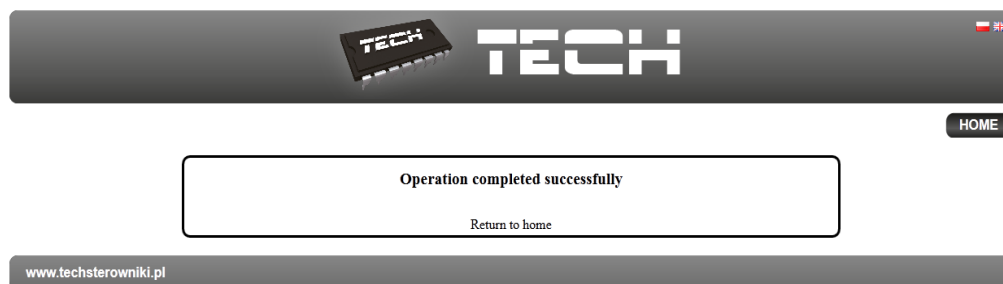 TECH
TECH
HOME
Operation completed successfully
Return to home
www.techsterowniki.pl